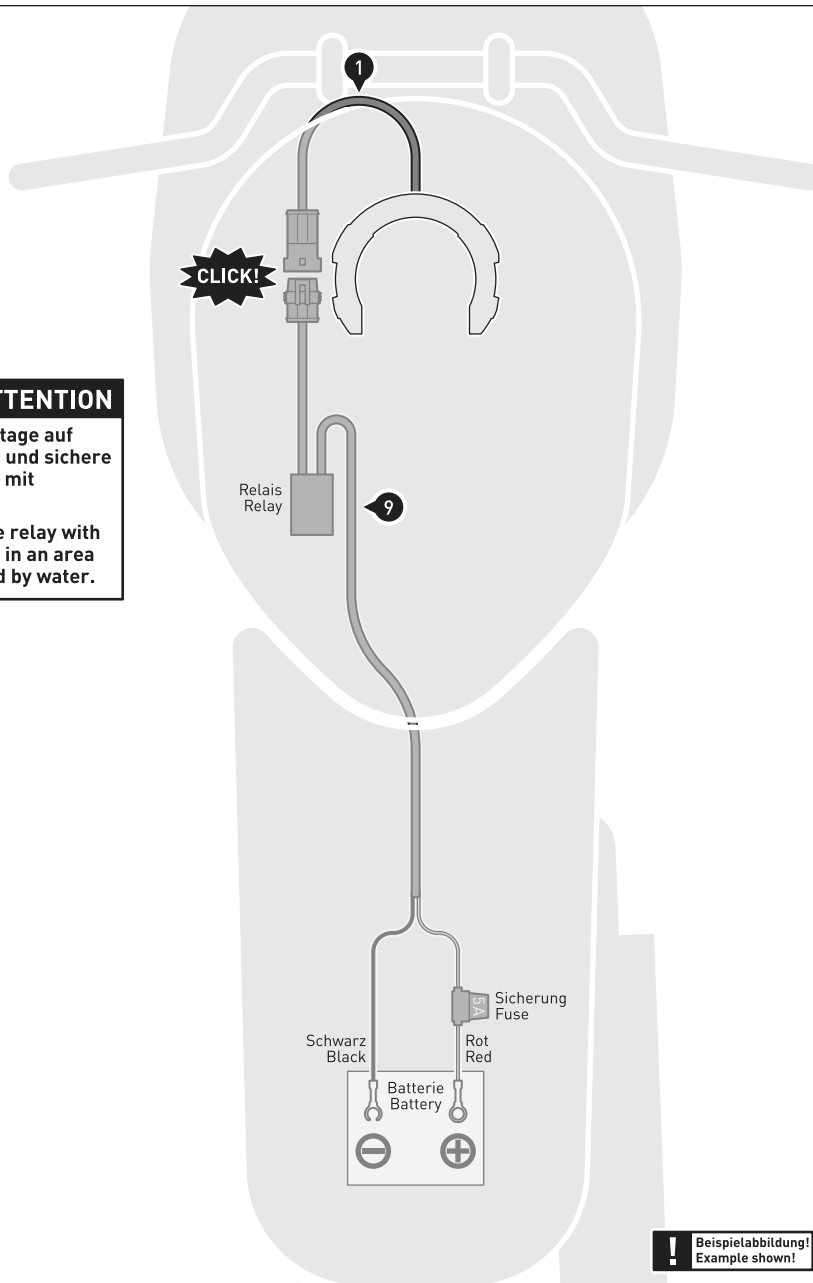 1
CLICK!
TTENTION
tage auf
und sichere
mit
e relay with
in an area
d by water.
Relais
Relay
9
5A
Sicherung
Fuse
Schwarz
Black
Rot
Red
Batterie
Battery
! Beispielabbildung!
Example shown!